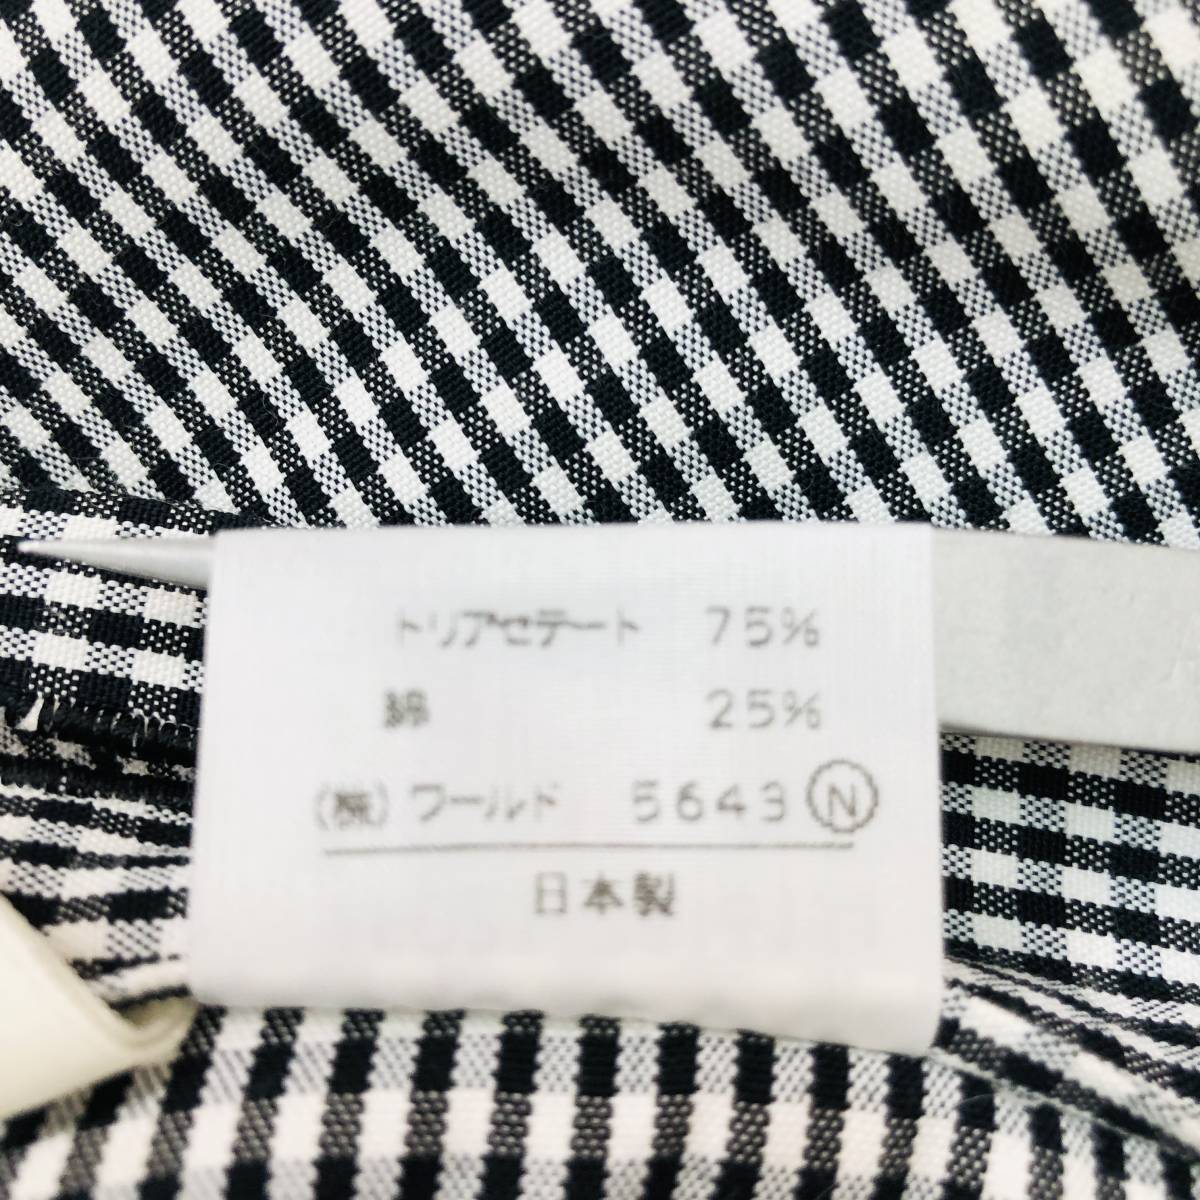 トリアセテート 75%
綿 25%
(株)ワールド 5643 Ⓝ
日本製